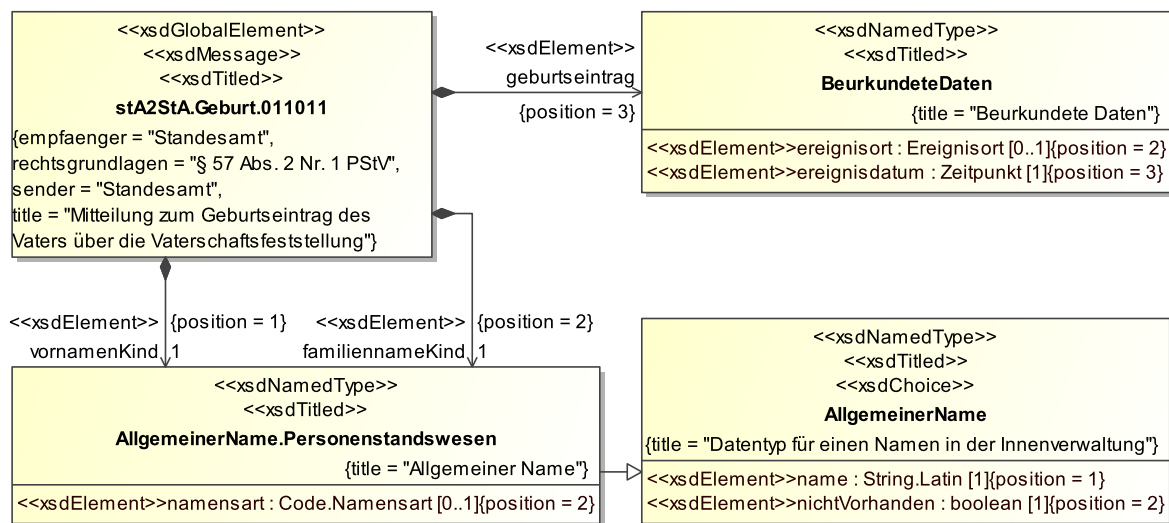 <<xsdGlobalElement>>
<<xsdMessage>>
<<xsdTitled>>
stA2StA.Geburt.011011
{empfaenger = "Standesamt",
rechtsgrundlagen = "§ 57 Abs. 2 Nr. 1 PStV",
sender = "Standesamt",
title = "Mitteilung zum Geburtseintrag des
Vaters über die Vaterschaftsfeststellung"}
<<xsdElement>>
geburtseintrag
{position = 3}
<<xsdNamedType>>
<<xsdTitled>>
BeurkundeteDaten
{title = "Beurkundete Daten"}
<<xsdElement>>ereignisort : Ereignisort [0..1]{position = 2}
<<xsdElement>>ereignisdatum : Zeitpunkt [1]{position = 3}
<<xsdElement>> {position = 1}
vornamenKind 1
<<xsdElement>> {position = 2}
familiennameKind 1
<<xsdNamedType>>
<<xsdTitled>>
AllgemeinerName.Personenstandswesen
{title = "Allgemeiner Name"}
<<xsdElement>>namensart : Code.Namensart [0..1]{position = 2}
<<xsdNamedType>>
<<xsdTitled>>
<<xsdChoice>>
AllgemeinerName
{title = "Datentyp für einen Namen in der Innenverwaltung"}
<<xsdElement>>name : String.Latin [1]{position = 1}
<<xsdElement>>nichtVorhanden : boolean [1]{position = 2}